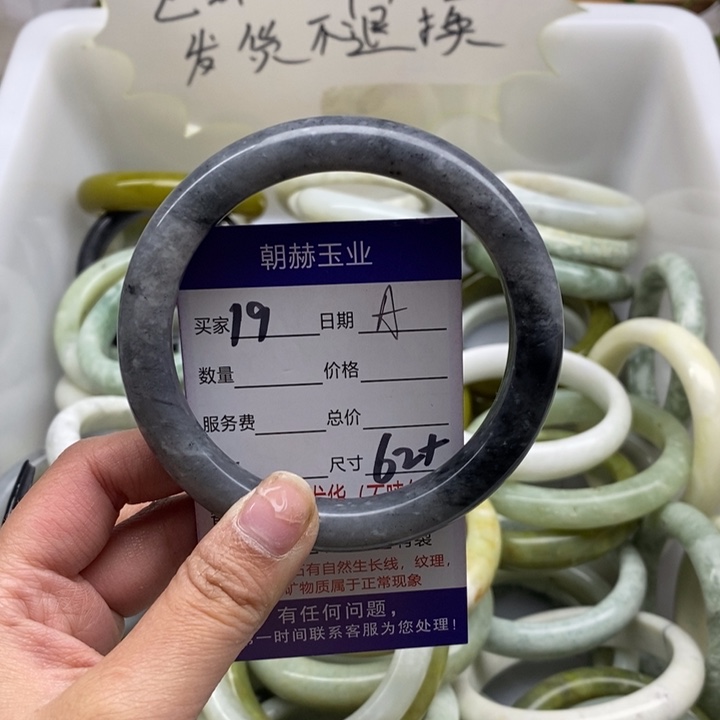 发货不退换
朝赫玉业
买家 19 日期 A
数量 价格
服务费 总价
尺寸 62+
石有自然生长线，纹理，
矿物质属于正常现象
有任何问题，
一时间联系客服为您处理！